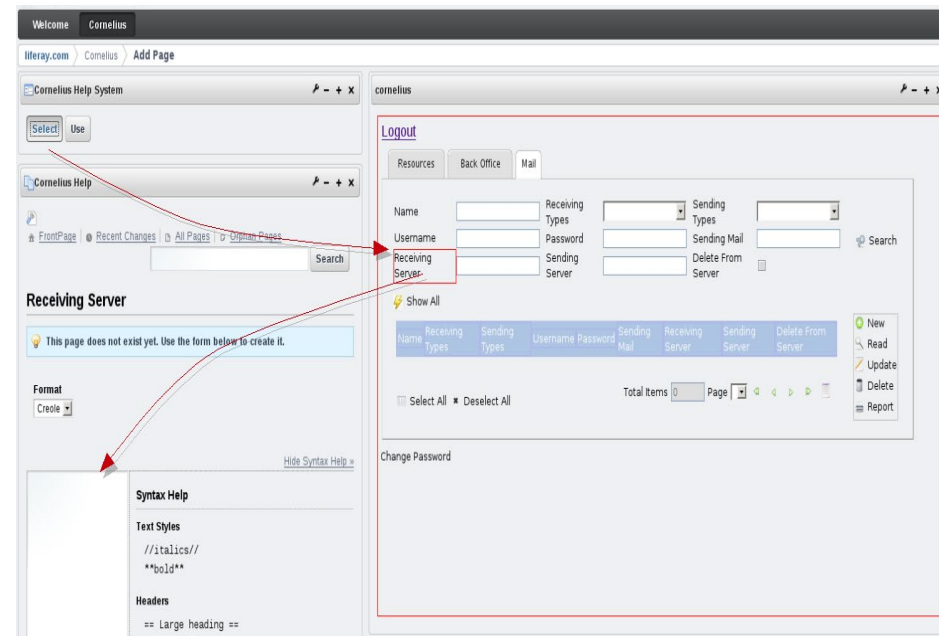 Welcome Cornelius
liferay.com Cornelius Add Page
Cornelius Help System
Select Use
Cornelius Help
FrontPage Recent Changes All Pages Orphan Pages
Search
Receiving Server
This page does not exist yet. Use the form below to create it.
Format
Creole
Hide Syntax Help »
Syntax Help
Text Styles
//italics//
**bold**
Headers
== Large heading ==
cornelius
Logout
Resources Back Office Mail
Name Receiving Types Sending Types
Username Password Sending Mail
Receiving Server Sending Server Delete From Server
Search
Show All
Name Receiving Types Sending Types Username Password Sending Mail Receiving Server Sending Server Delete From Server
New
Read
Update
Delete
Report
Select All Deselect All
Total Items 0 Page
Change Password